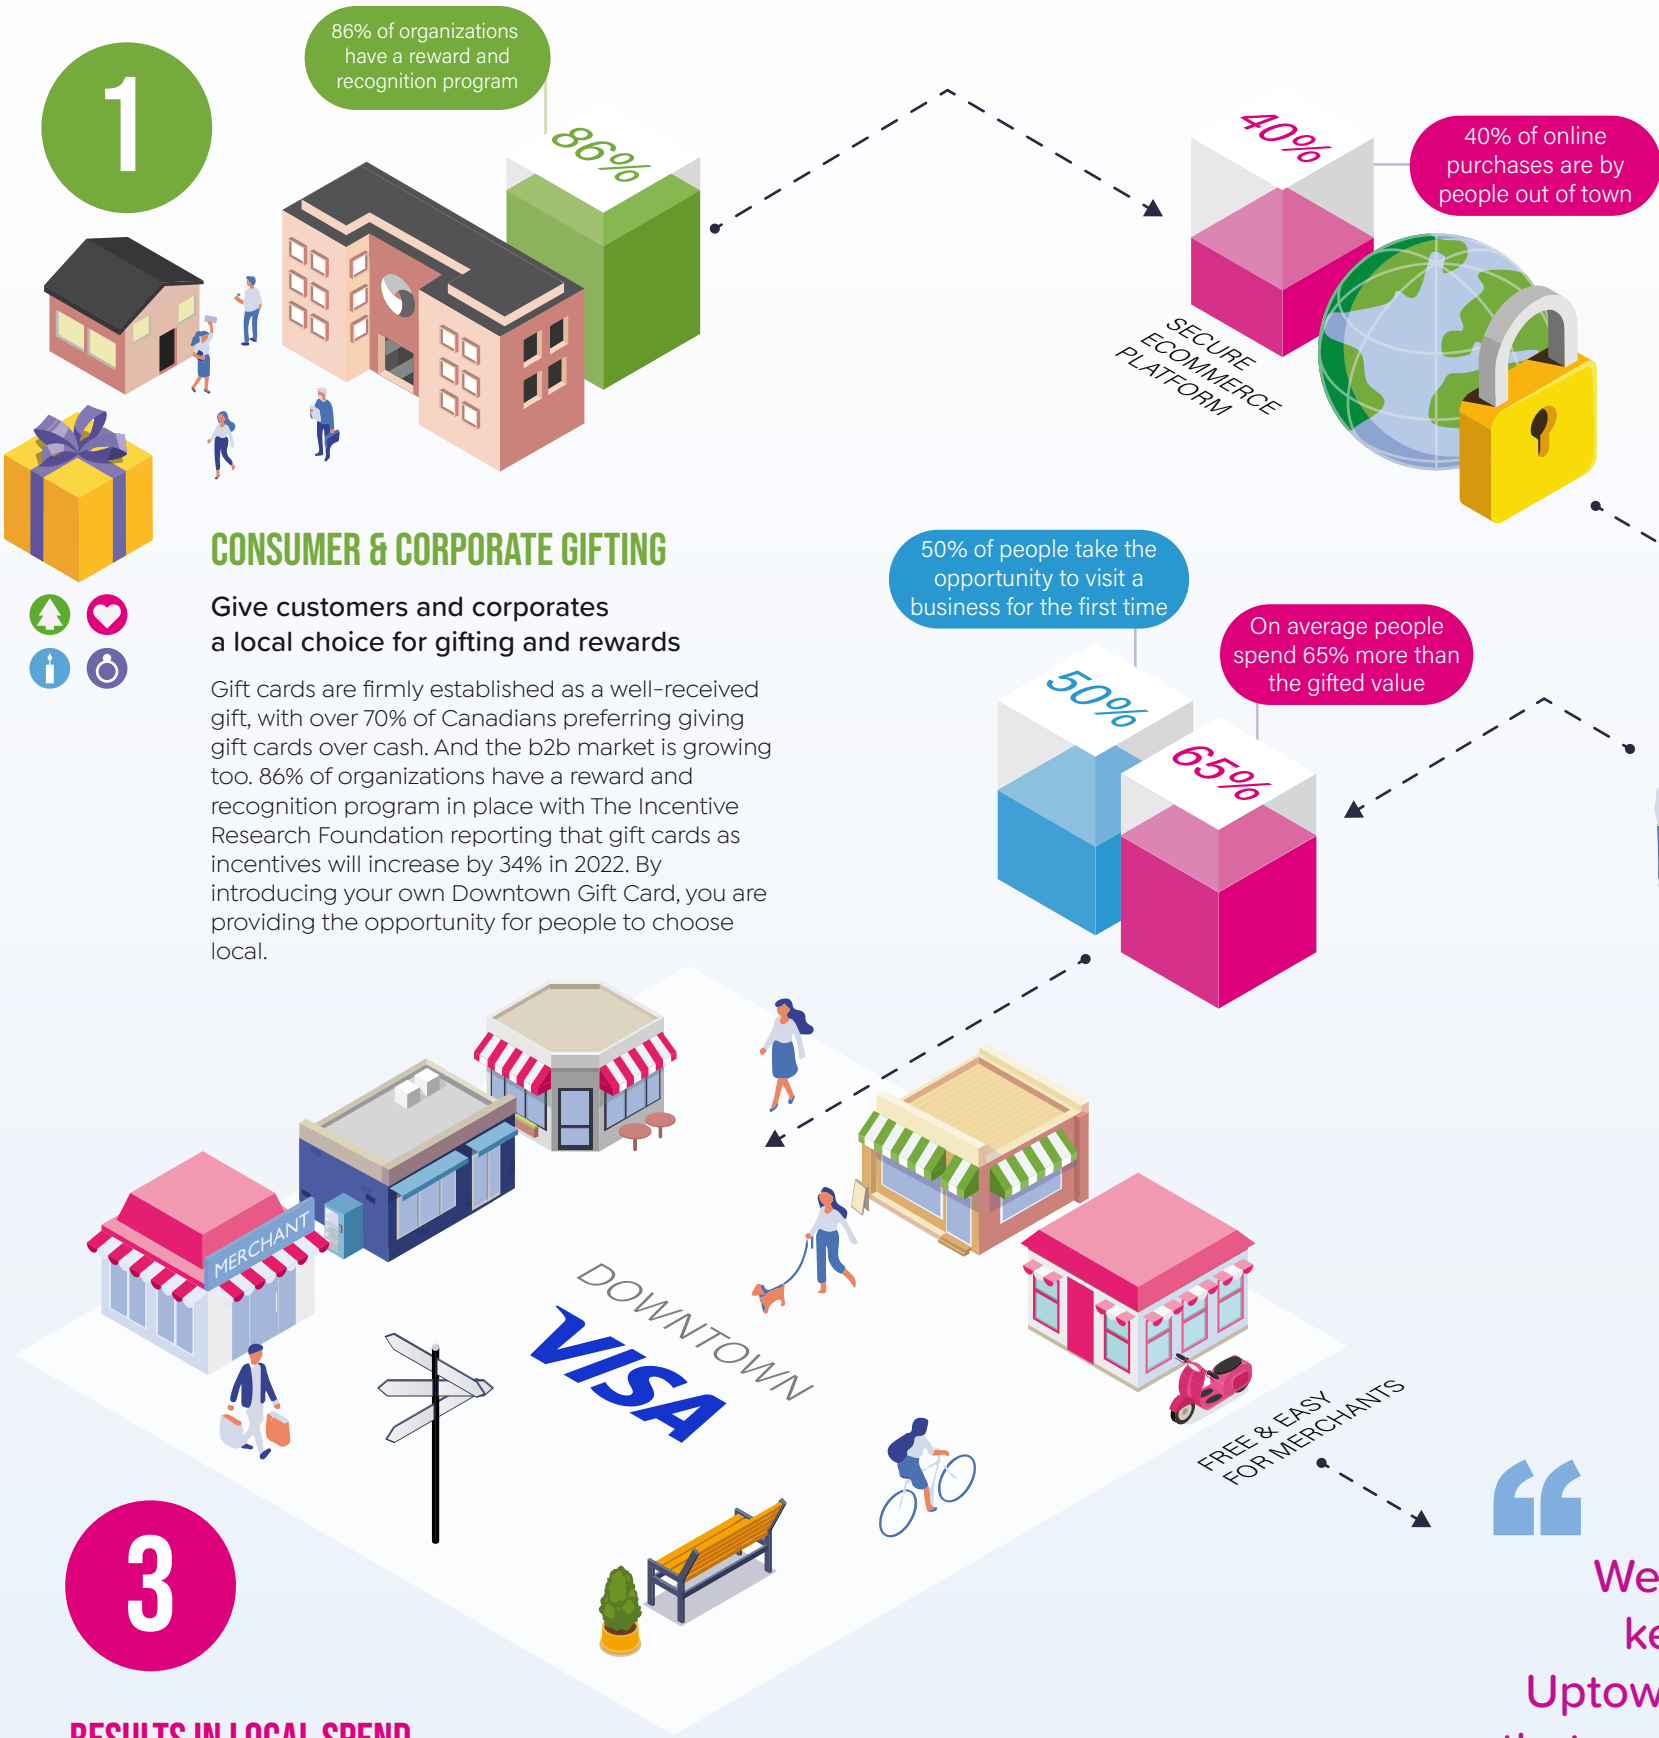 1
86% of organizations
have a reward and
recognition program
86%
40%
40% of online
purchases are by
people out of town
SECURE
ECOMMERCE
PLATFORM
CONSUMER & CORPORATE GIFTING
Give customers and corporates
a local choice for gifting and rewards
Gift cards are firmly established as a well-received
gift, with over 70% of Canadians preferring giving
gift cards over cash. And the b2b market is growing
too. 86% of organizations have a reward and
recognition program in place with The Incentive
Research Foundation reporting that gift cards as
incentives will increase by 34% in 2022. By
introducing your own Downtown Gift Card, you are
providing the opportunity for people to choose
local.
50% of people take the
opportunity to visit a
business for the first time
50%
On average people
spend 65% more than
the gifted value
65%
MERCHANT
DOWNTOWN
VISA
FREE & EASY
FOR MERCHANTS
3
RESULTS IN LOCAL SPEND
“
We
ke
Uptow